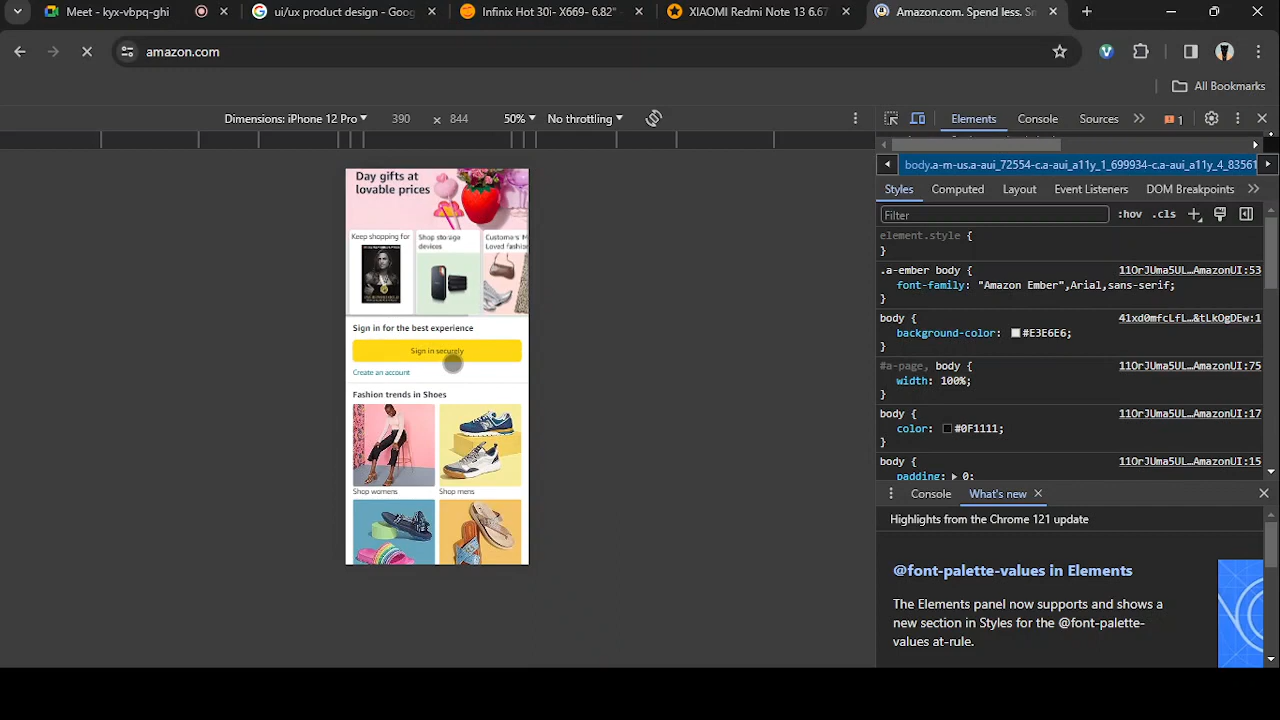 Meet - kyx-vbpq-ghi
ui/ux product design - Goog
Infinix Hot 30i- X669- 6.82"
XIAOMI Redmi Note 13 6.67
Amazon.com. Spend less. Sm
amazon.com
All Bookmarks
Dimensions: iPhone 12 Pro 390 × 844 50% No throttling
Elements Console Sources 1
body.a-m-us.a-aui_72554-c.a-aui_a11y_1_699934-c.a-aui_a11y_4_83561
Styles Computed Layout Event Listeners DOM Breakpoints
Filter :hov .cls
element.style {
}
.a-ember body { 11OrJUma5UL…AmazonUI:53
font-family: "Amazon Ember",Arial,sans-serif;
}
body { 41xd0mfcLfL…&tLkOgDEw:1
background-color: #E3E6E6;
}
#a-page, body { 11OrJUma5UL…AmazonUI:75
width: 100%;
}
body { 11OrJUma5UL…AmazonUI:17
color: #0F1111;
}
body { 11OrJUma5UL…AmazonUI:15
padding: 0;
Console What's new
Highlights from the Chrome 121 update
@font-palette-values in Elements
The Elements panel now supports and shows a
new section in Styles for the @font-palette-
values at-rule.
Day gifts at
lovable prices
Keep shopping for
Shop storage
devices
Customers' M
Loved fashion
Sign in for the best experience
Sign in securely
Create an account
Fashion trends in Shoes
Shop womens
Shop mens